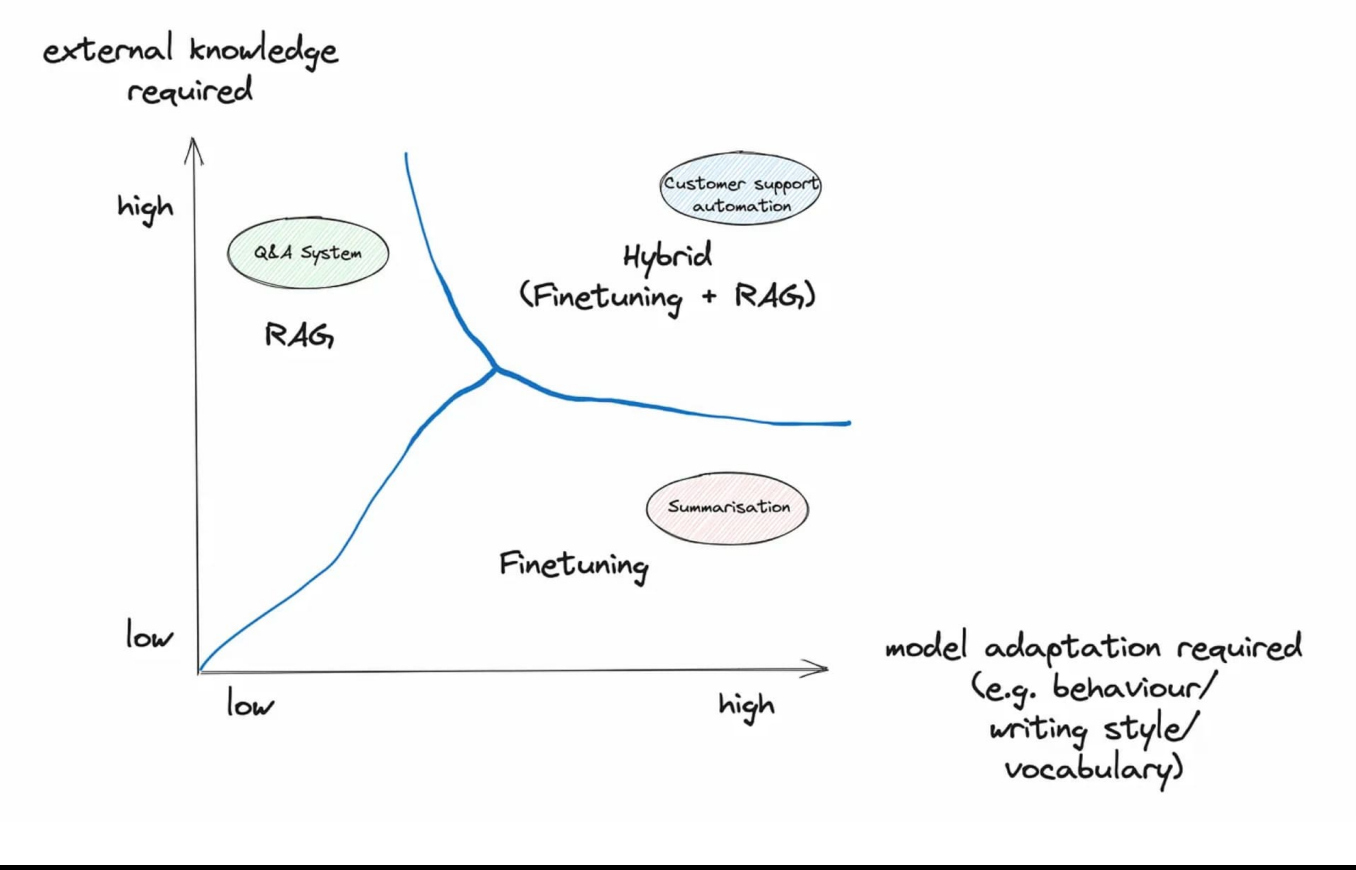 external knowledge
required
high
Customer support
automation
Q&A System
Hybrid
(Finetuning + RAG)
RAG
Summarisation
Finetuning
low
low
high
model adaptation required
(e.g. behaviour/
writing style/
vocabulary)